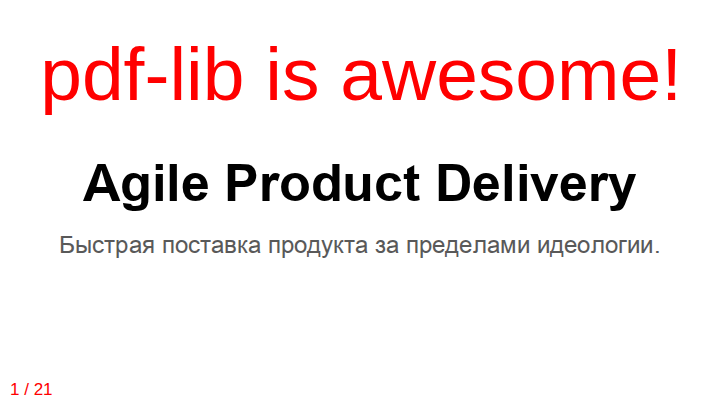 pdf-lib is awesome!
Agile Product Delivery
Быстрая поставка продукта за пределами идеологии.
1 / 21